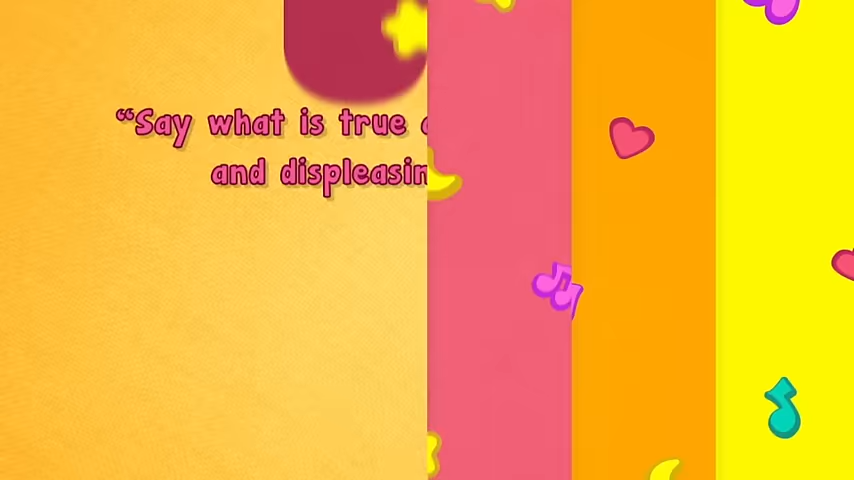 “Say what is true
and displeasin